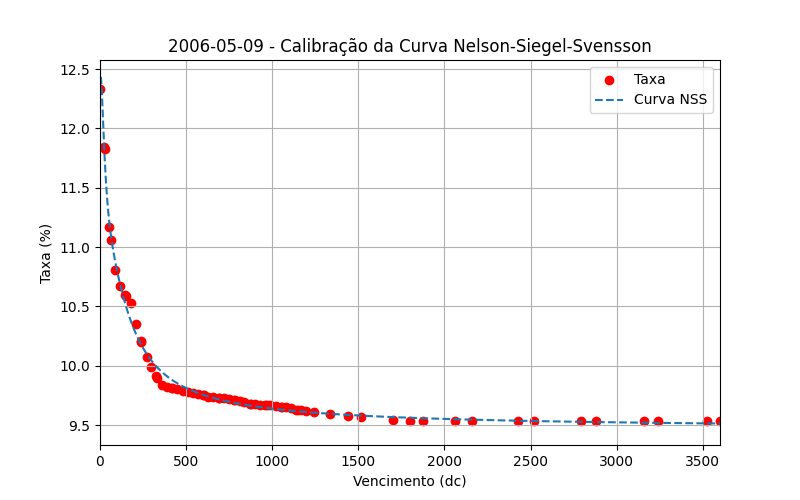 2006-05-09 - Calibração da Curva Nelson-Siegel-Svensson
Taxa
Curva NSS
Taxa (%)
12.5
12.0
11.5
11.0
10.5
10.0
9.5
0 500 1000 1500 2000 2500 3000 3500
Vencimento (dc)